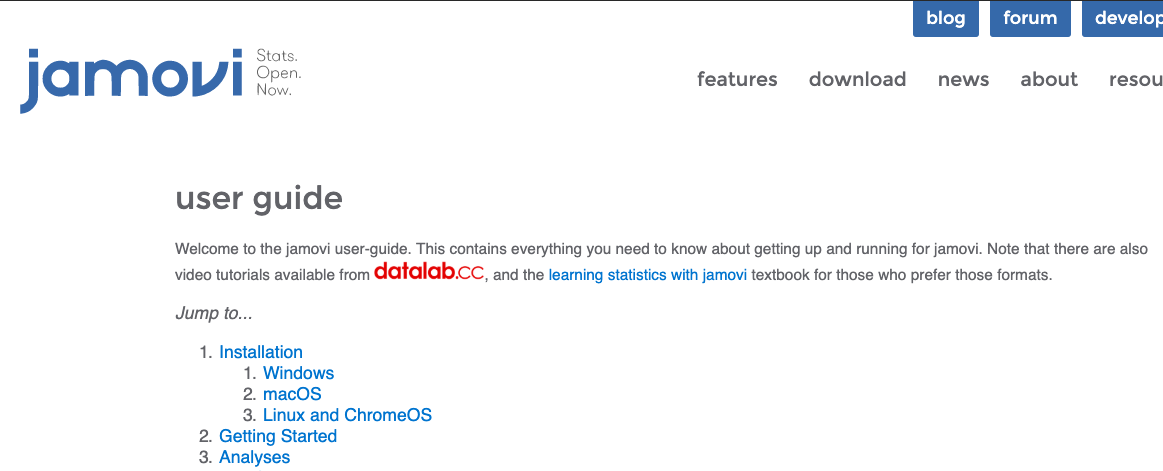 blog forum develop
jamovi
Stats.
Open.
Now.
features download news about resou
user guide
Welcome to the jamovi user-guide. This contains everything you need to know about getting up and running for jamovi. Note that there are also
video tutorials available from datalab.cc, and the learning statistics with jamovi textbook for those who prefer those formats.
Jump to...
1. Installation
1. Windows
2. macOS
3. Linux and ChromeOS
2. Getting Started
3. Analyses